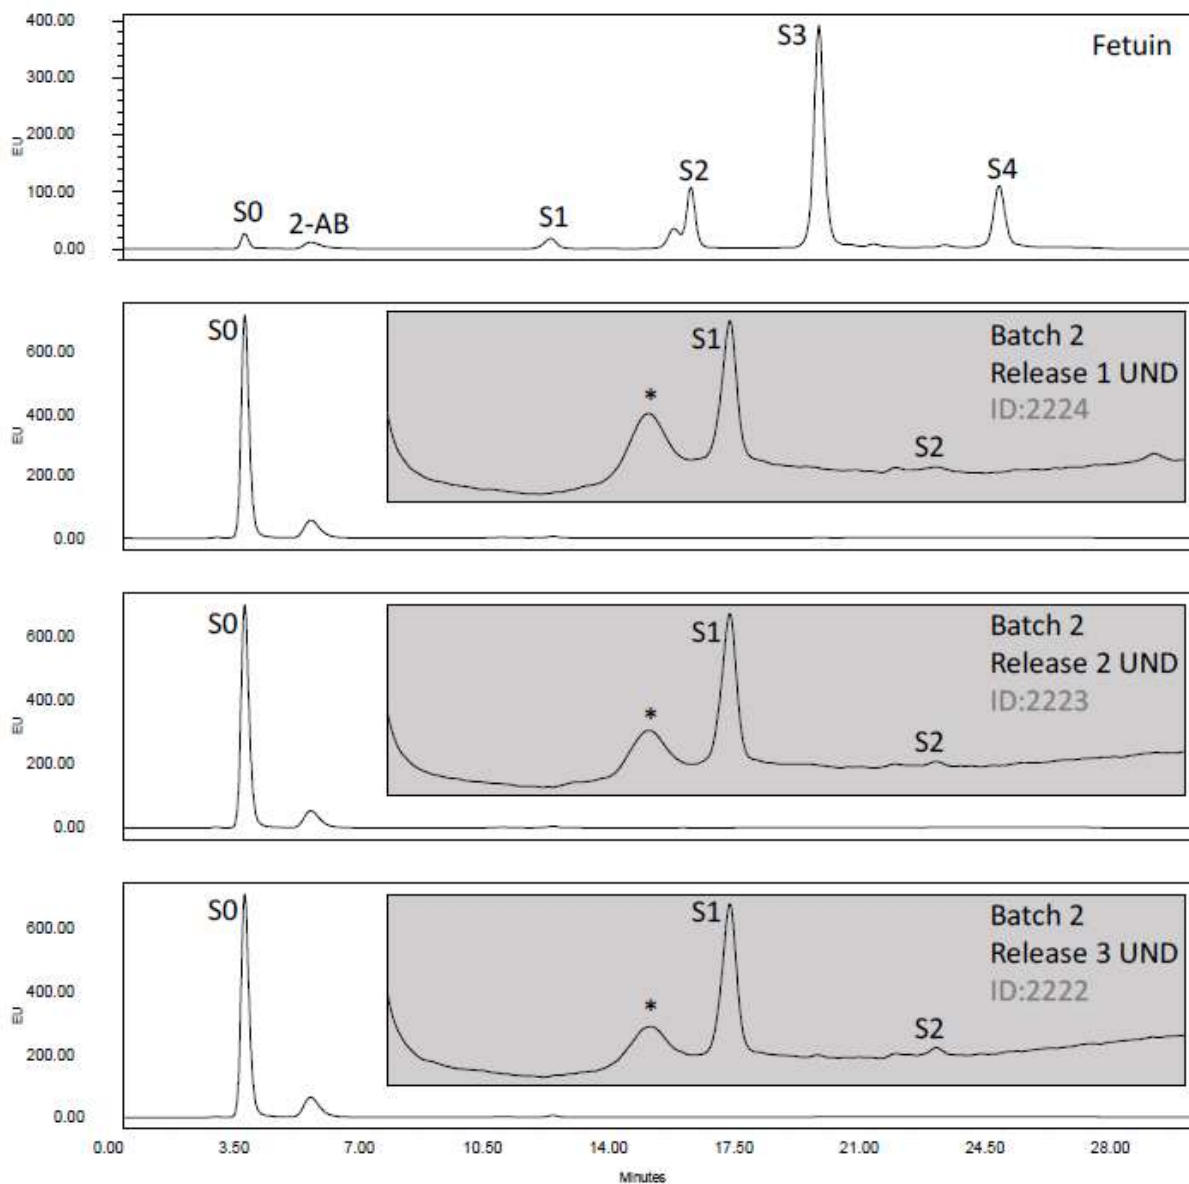 400.00
300.00
200.00
100.00
0.00
EU
S0
2-AB
S1
S2
S3
S4
Fetuin
600.00
400.00
200.00
0.00
EU
S0
*
S1
S2
Batch 2
Release 1 UND
ID:2224
600.00
400.00
200.00
0.00
EU
S0
*
S1
S2
Batch 2
Release 2 UND
ID:2223
600.00
400.00
200.00
0.00
EU
S0
*
S1
S2
Batch 2
Release 3 UND
ID:2222
0.00 3.50 7.00 10.50 14.00 17.50 21.00 24.50 28.00
Minutes